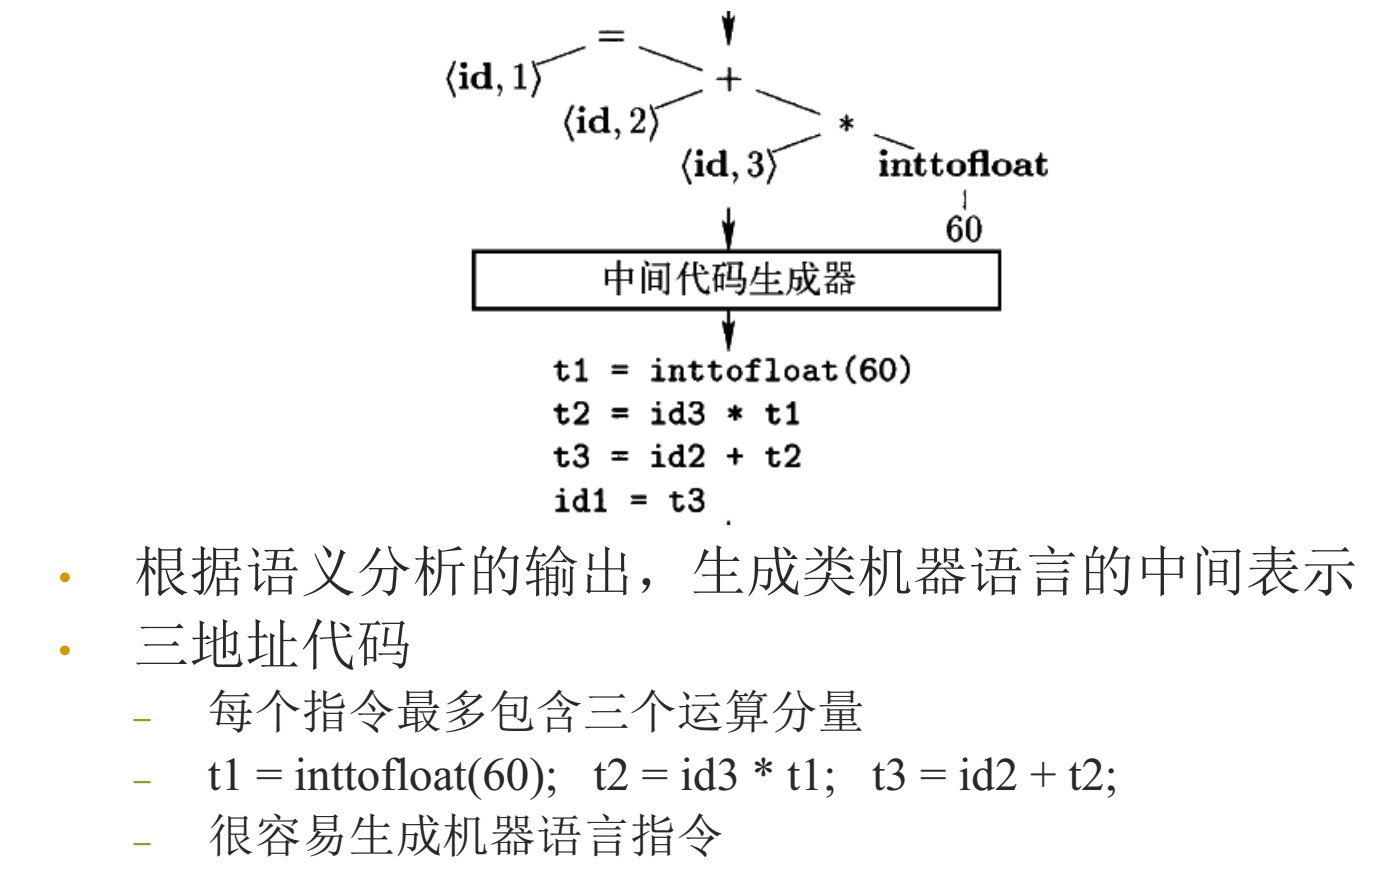 =
⟨id, 1⟩ +
⟨id, 2⟩ *
⟨id, 3⟩ inttofloat
60
中间代码生成器
t1 = inttofloat(60)
t2 = id3 * t1
t3 = id2 + t2
id1 = t3
• 根据语义分析的输出，生成类机器语言的中间表示
• 三地址代码
– 每个指令最多包含三个运算分量
– t1 = inttofloat(60); t2 = id3 * t1; t3 = id2 + t2;
– 很容易生成机器语言指令